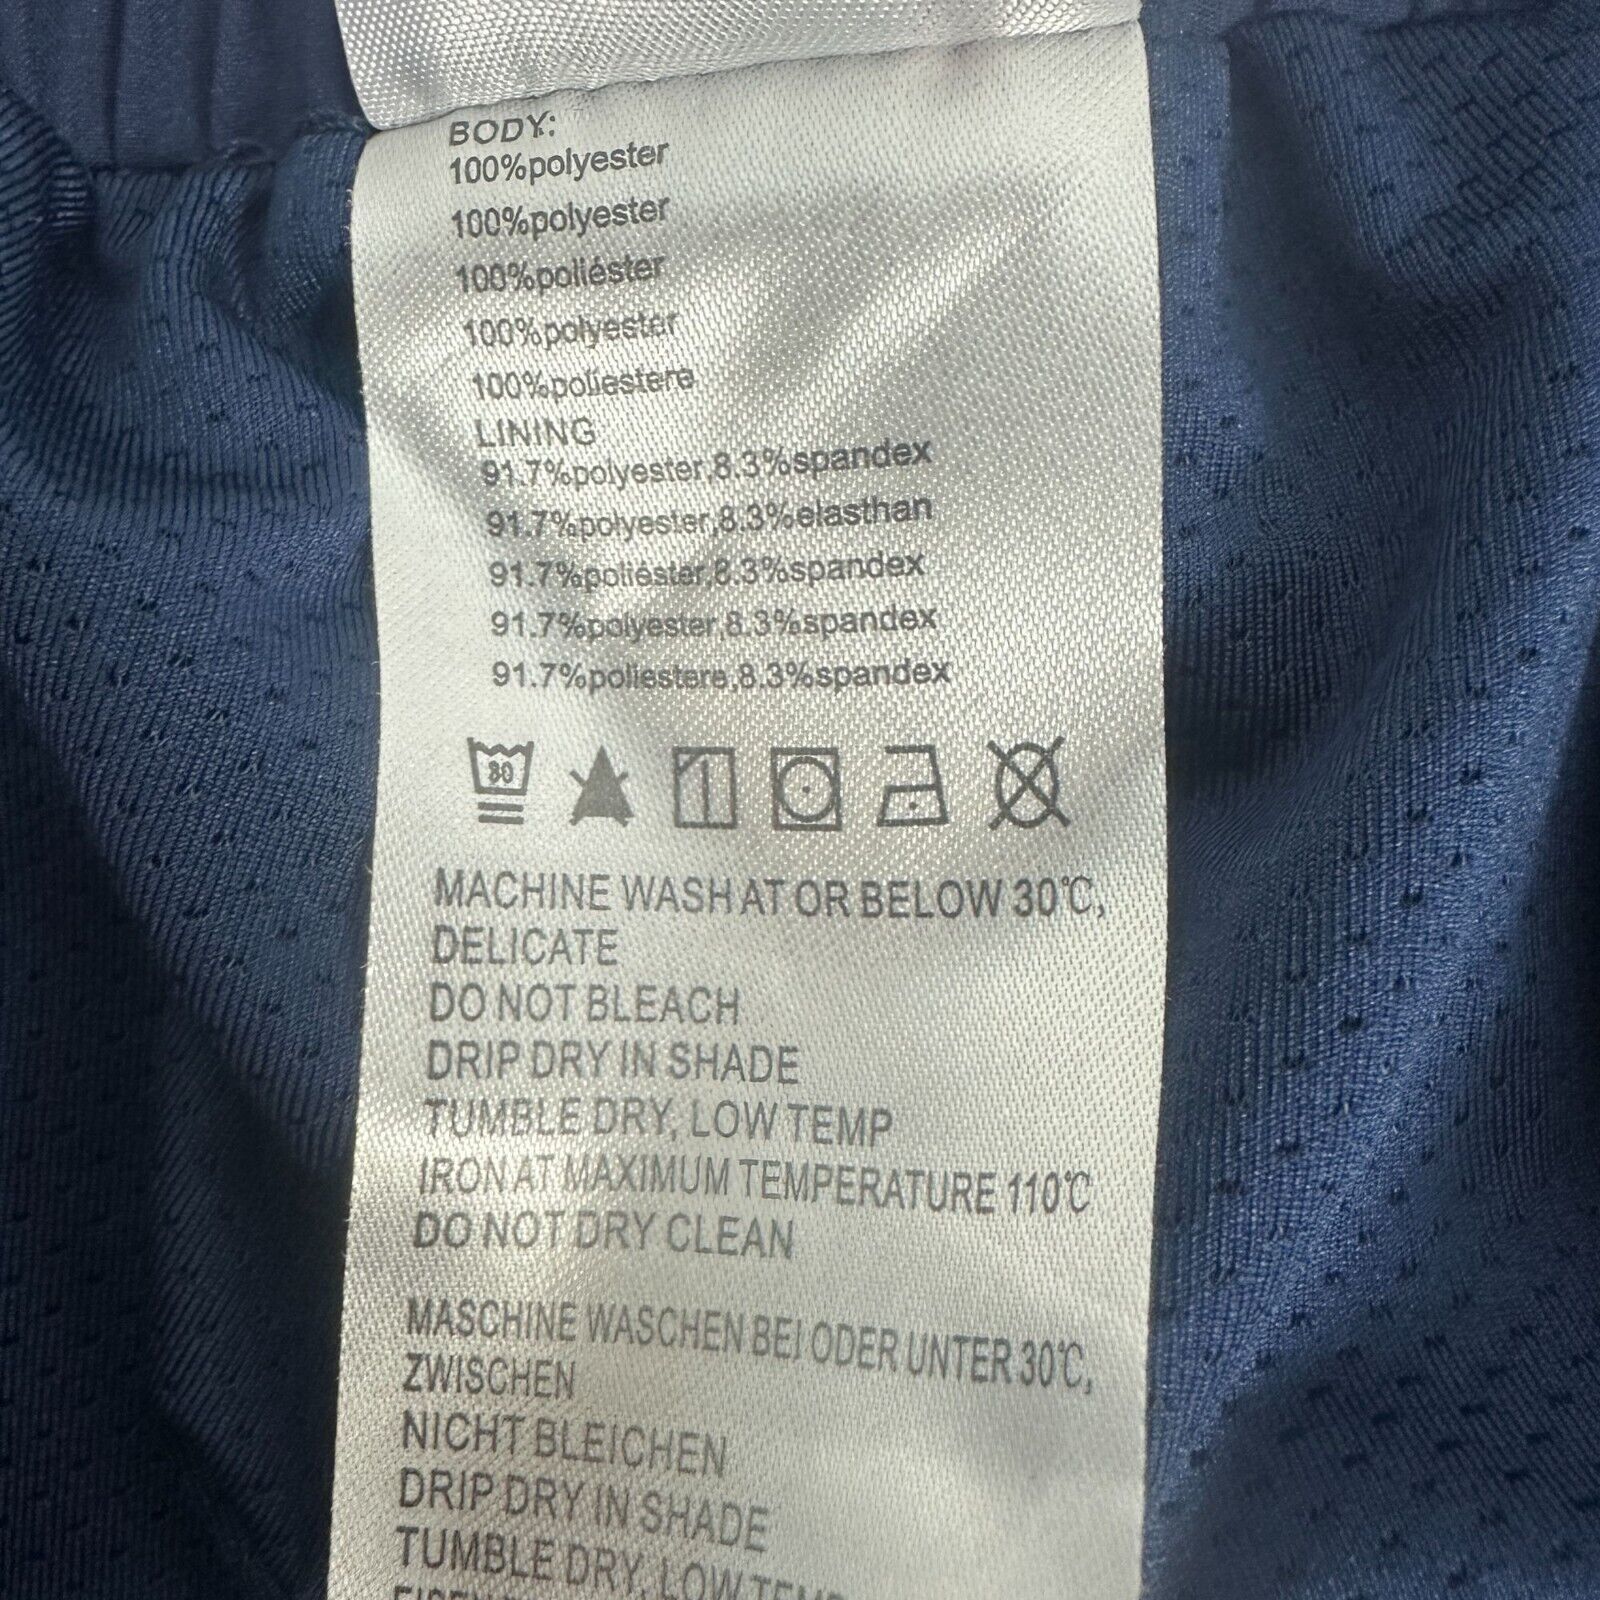 BODY:
100%polyester
100%polyester
100%poliéster
100%polyester
100%poliestere
LINING
91.7%polyester,8.3%spandex
91.7%polyester,8.3%elasthan
91.7%poliéster,8.3%spandex
91.7%polyester,8.3%spandex
91.7%poliestere,8.3%spandex
30
MACHINE WASH AT OR BELOW 30℃,
DELICATE
DO NOT BLEACH
DRIP DRY IN SHADE
TUMBLE DRY, LOW TEMP
IRON AT MAXIMUM TEMPERATURE 110℃
DO NOT DRY CLEAN
MASCHINE WASCHEN BEI ODER UNTER 30℃,
ZWISCHEN
NICHT BLEICHEN
DRIP DRY IN SHADE
TUMBLE DRY, LOW TEMP